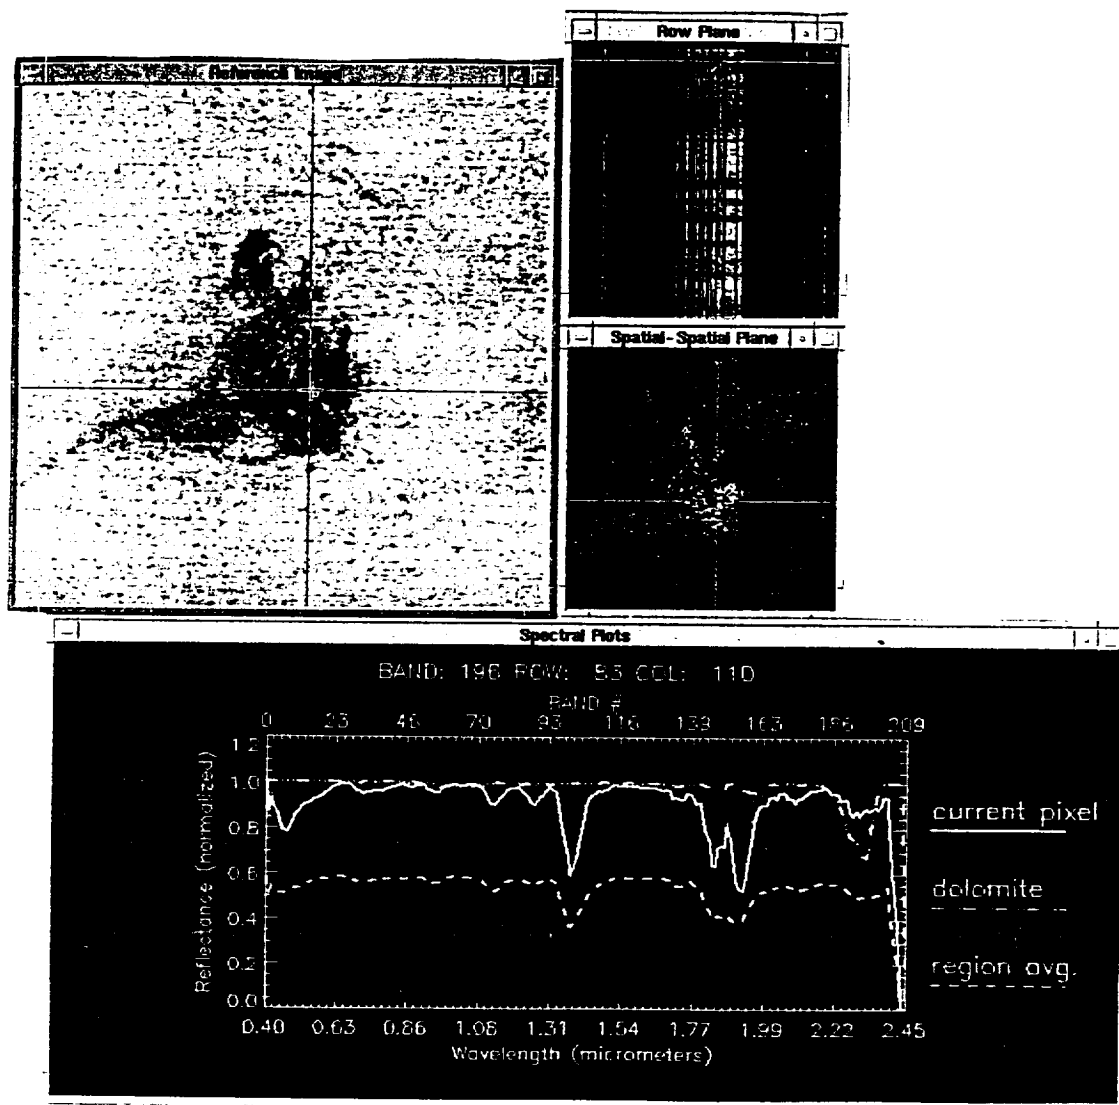 Reference Image
Row Plane
Spatial-Spatial Plane
Spectral Plots
BAND: 196 ROW: 83 COL: 110
BAND #
0 23 46 70 93 116 139 163 186 209
1.2
1.0
0.8
0.6
0.4
0.2
0.0
Reflectance (normalized)
0.40 0.63 0.86 1.08 1.31 1.54 1.77 1.99 2.22 2.45
Wavelength (micrometers)
current pixel
dolomite
region avg.